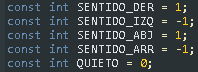 const int SENTIDO_DER = 1;
const int SENTIDO_IZQ = -1;
const int SENTIDO_ABJ = 1;
const int SENTIDO_ARR = -1;
const int QUIETO = 0;